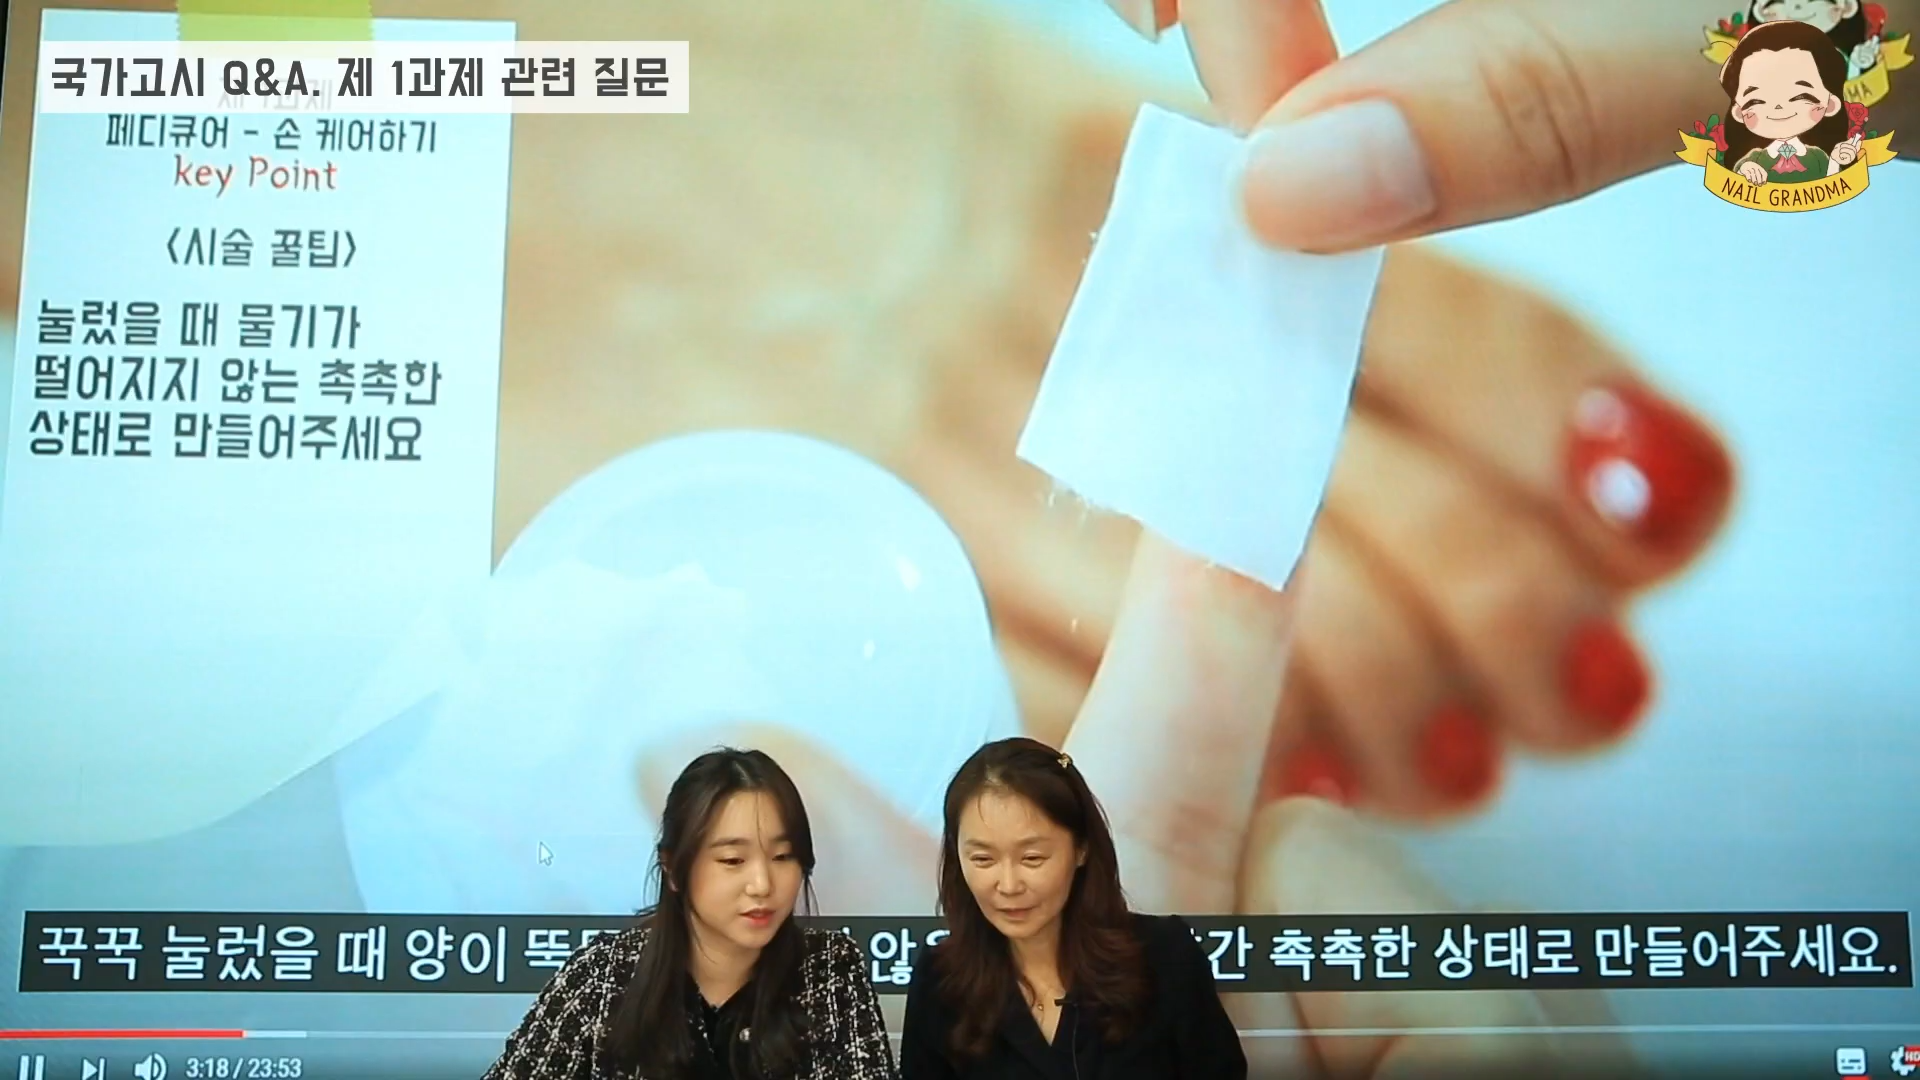 국가고시 Q&A. 제 1과제 관련 질문
페디큐어 - 손 케어하기
key Point
<시술 꿀팁>
눌렀을 때 물기가
떨어지지 않는 촉촉한
상태로 만들어주세요
NAIL GRANDMA
MA
꾹꾹 눌렀을 때 양이 촉촉한 상태로 만들어주세요.
3:18 / 23:53
HD